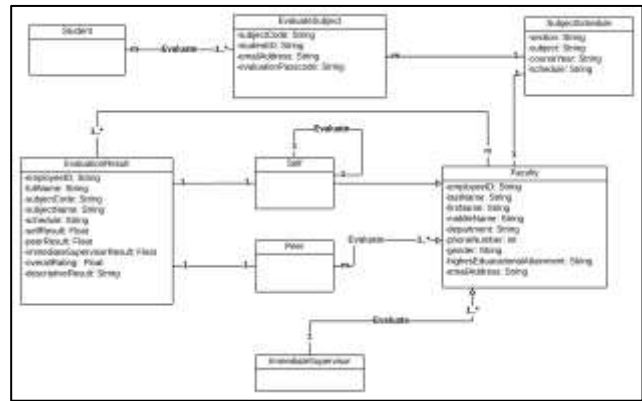 Student
m
Evaluate
1..*
EvaluateSubject
-subjectCode: String
-studentID: String
-emailAddress: String
-evaluationPasscode: String
m
1
SubjectSchedule
-section: String
-subject: String
-courseYear: String
-schedule: String
1
1
1..*
m
EvaluationResult
-employeeID: String
-fullName: String
-subjectCode: String
-subjectName: String
-schedule: String
-selfResult: Float
-peerResult: Float
-immediateSupervisorResult: Float
-overallRating: Float
-descriptiveResult: String
1
1
Self
Evaluate
1
1
1
1
Peer
m
Evaluate
1..*
Faculty
-employeeID: String
-lastName: String
-firstName: String
-middleName: String
-department: String
-phoneNumber: int
-gender: String
-emailAddress: String
1..*
Evaluate
1
ImmediateSupervisor